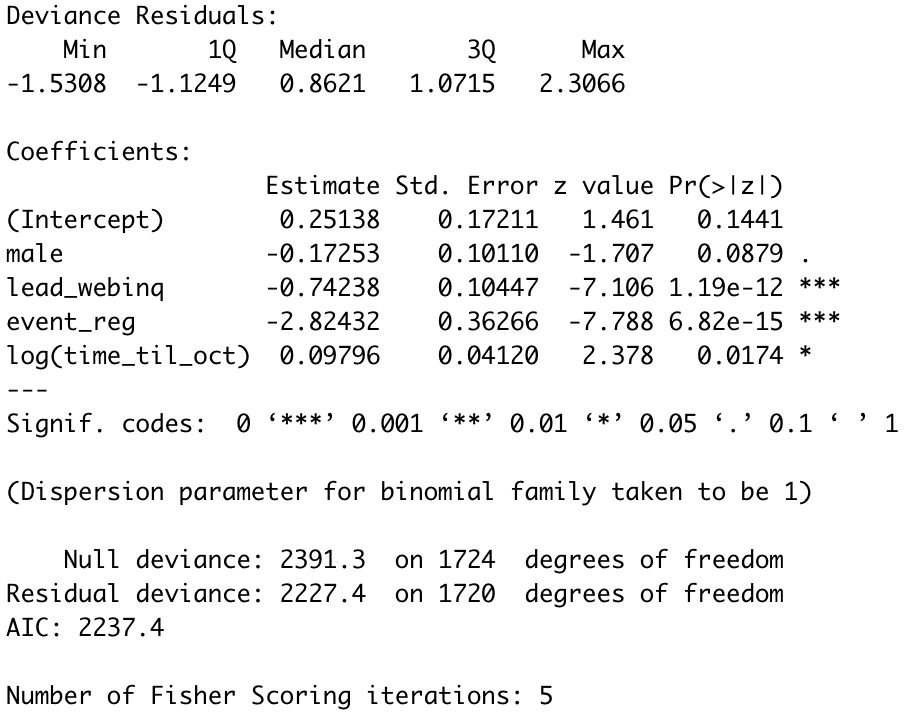 Deviance Residuals:
    Min       1Q   Median       3Q      Max
-1.5308  -1.1249   0.8621   1.0715   2.3066

Coefficients:
                  Estimate Std. Error z value Pr(>|z|)
(Intercept)        0.25138    0.17211   1.461   0.1441
male              -0.17253    0.10110  -1.707   0.0879 .
lead_webinq       -0.74238    0.10447  -7.106 1.19e-12 ***
event_reg         -2.82432    0.36266  -7.788 6.82e-15 ***
log(time_til_oct)  0.09796    0.04120   2.378   0.0174 *
---
Signif. codes:  0 ‘***’ 0.001 ‘**’ 0.01 ‘*’ 0.05 ‘.’ 0.1 ‘ ’ 1

(Dispersion parameter for binomial family taken to be 1)

    Null deviance: 2391.3  on 1724  degrees of freedom
Residual deviance: 2227.4  on 1720  degrees of freedom
AIC: 2237.4

Number of Fisher Scoring iterations: 5